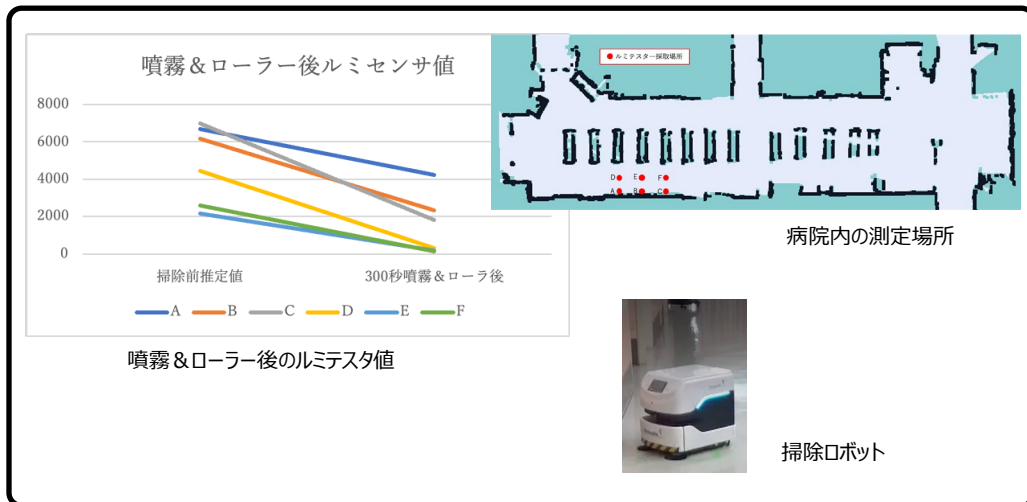 噴霧＆ローラー後ルミセンサ値
8000
6000
4000
2000
0
掃除前推定値
300秒噴霧＆ローラ後
A B C D E F
噴霧＆ローラー後のルミテスタ値
ルミテスター採取場所
D E F
A B C
病院内の測定場所
掃除ロボット